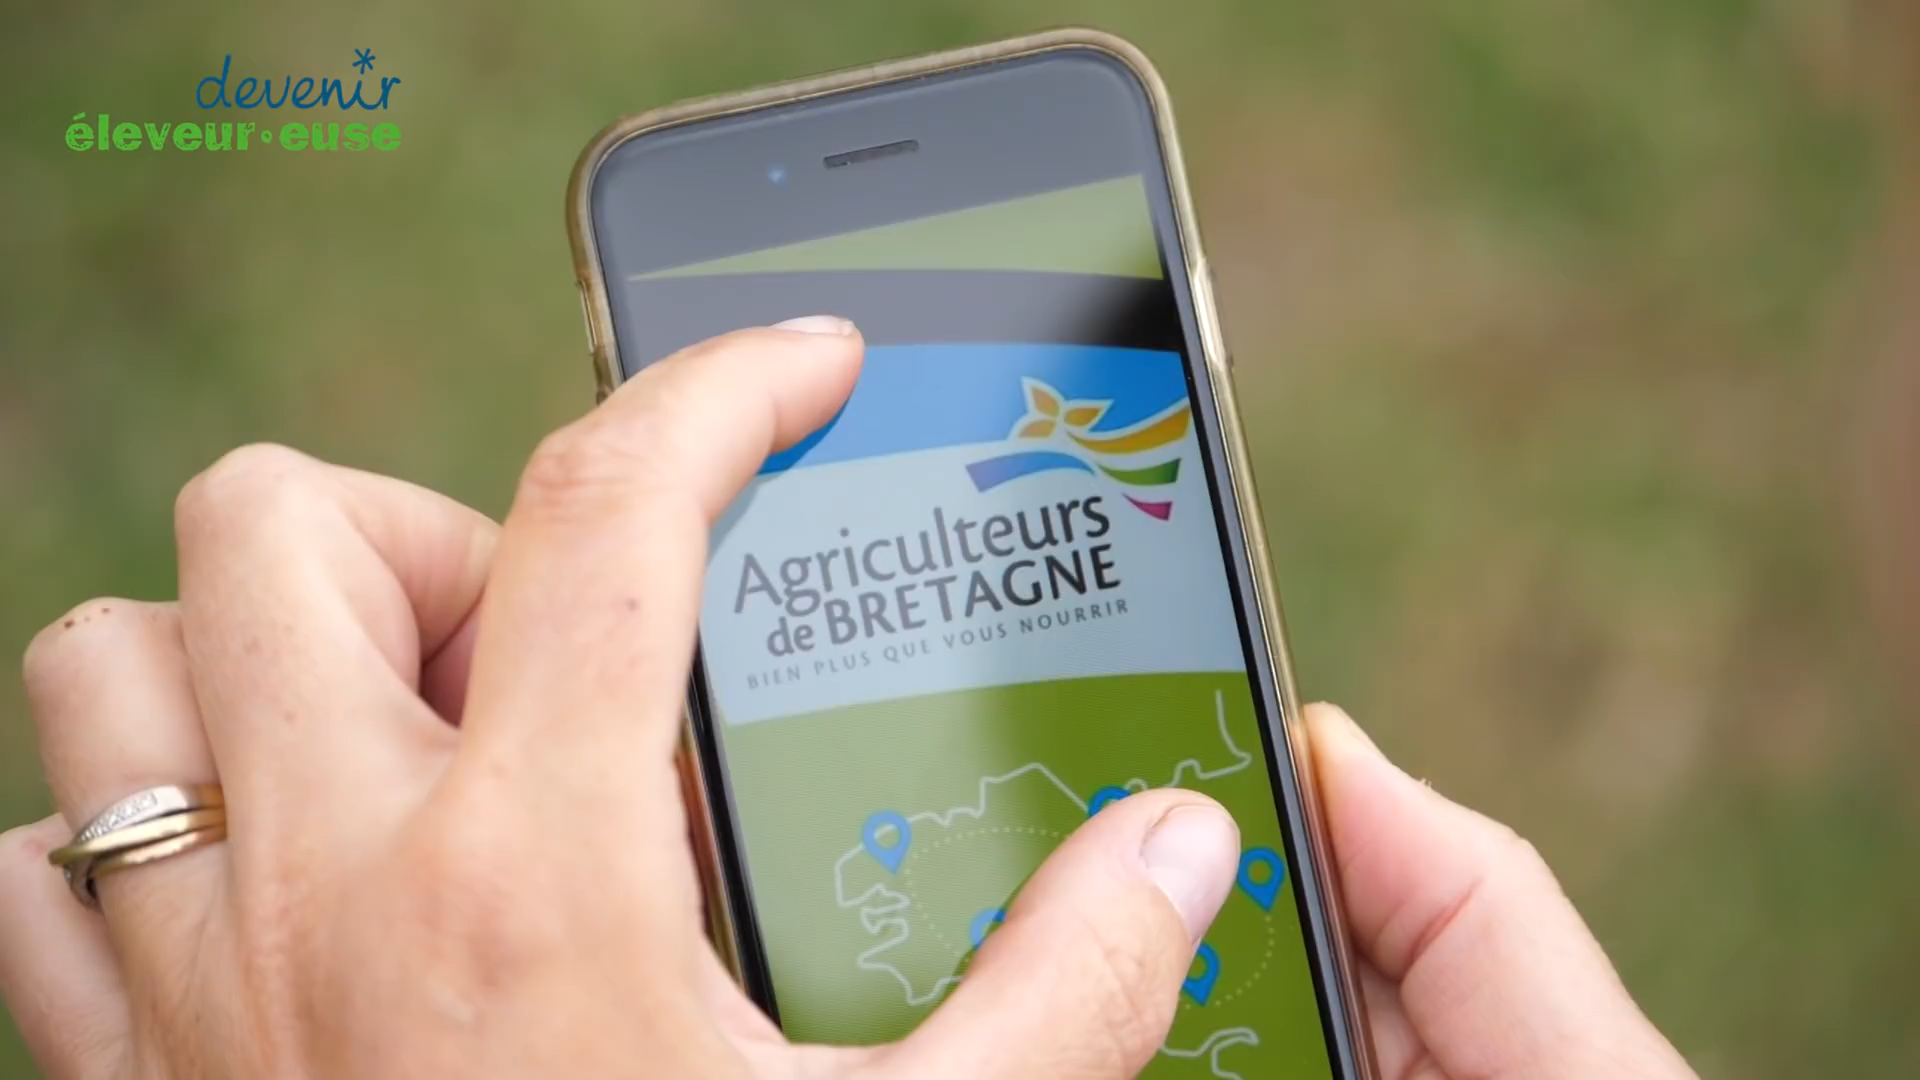 devenir
éleveur•euse
Agriculteurs
de BRETAGNE
BIEN PLUS QUE VOUS NOURRIR